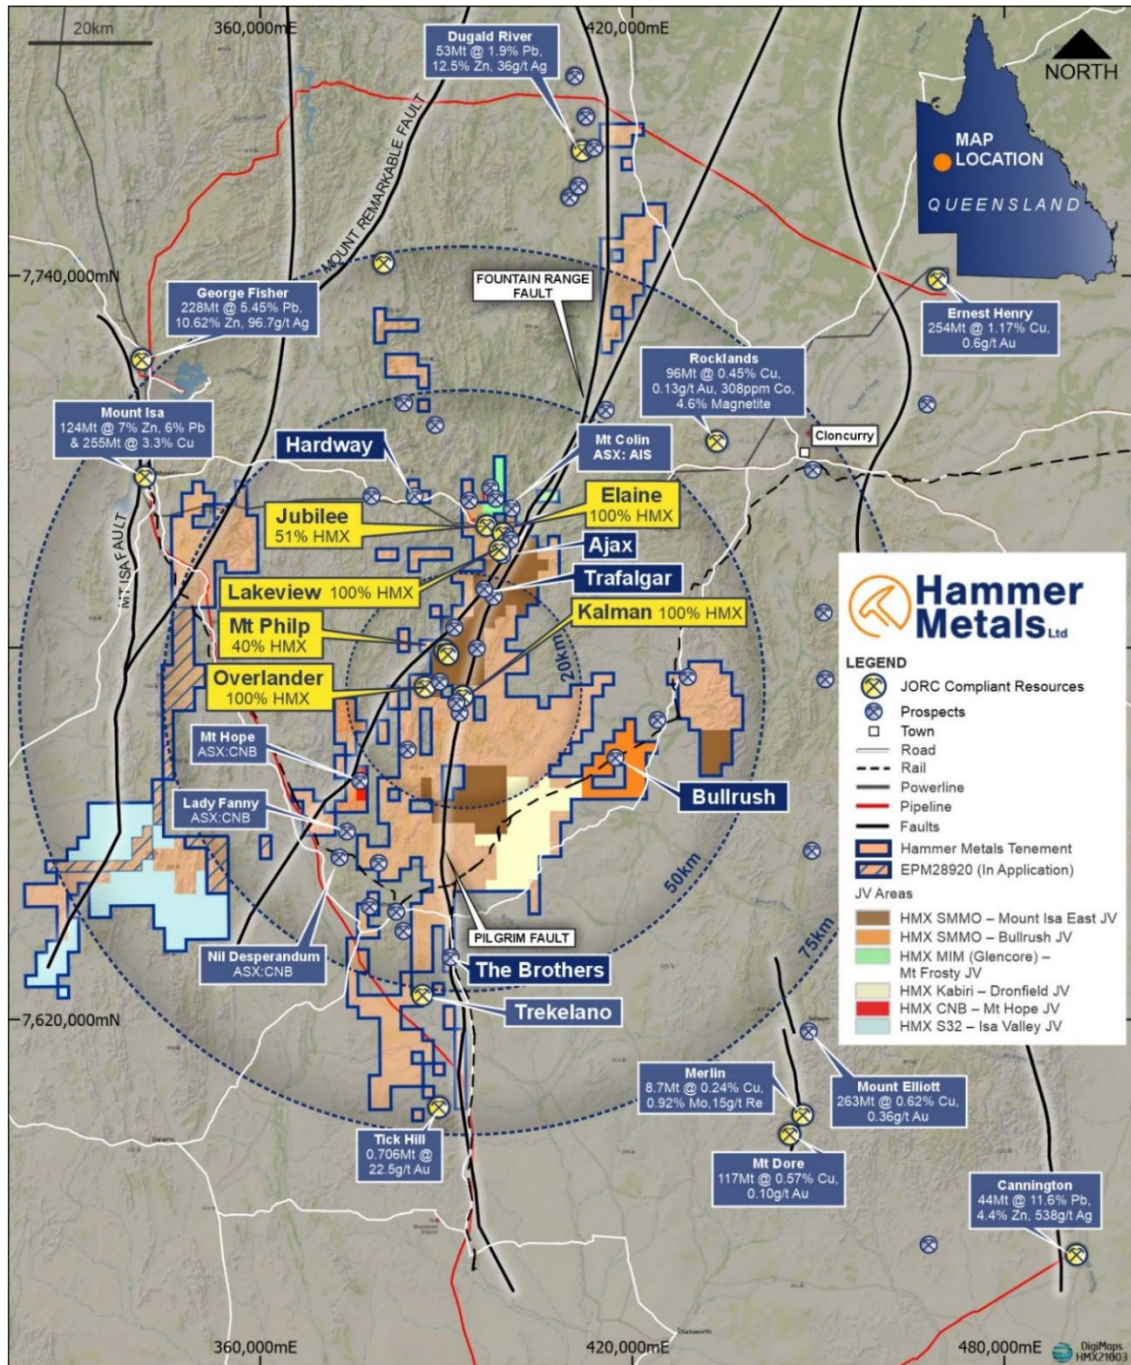 360,000mE
420,000mE
20km
Dugald River
53Mt @ 1.9% Pb,
12.5% Zn, 36g/t Ag
NORTH
MAP
LOCATION
QUEENSLAND
MOUNT REMARKABLE FAULT
7,740,000mN
FOUNTAIN RANGE
FAULT
George Fisher
228Mt @ 5.45% Pb,
10.62% Zn, 96.7g/t Ag
Ernest Henry
254Mt @ 1.17% Cu,
0.6g/t Au
Rocklands
96Mt @ 0.45% Cu,
0.13g/t Au, 308ppm Co,
4.6% Magnetite
Mount Isa
124Mt @ 7% Zn, 6% Pb
& 255Mt @ 3.3% Cu
Cloncurry
Hardway
Mt Colin
ASX: AIS
Jubilee
51% HMX
Elaine
100% HMX
Ajax
MT ISA FAULT
Lakeview 100% HMX
Trafalgar
Kalman 100% HMX
Mt Philp
40% HMX
20km
Overlander
100% HMX
Mt Hope
ASX:CNB
Bullrush
Lady Fanny
ASX:CNB
50km
75km
Nil Desperandum
ASX:CNB
PILGRIM FAULT
The Brothers
Trekelano
7,620,000mN
Merlin
8.7Mt @ 0.24% Cu,
0.92% Mo,15g/t Re
Mount Elliott
263Mt @ 0.62% Cu,
0.36g/t Au
Tick Hill
0.706Mt @
22.5g/t Au
Mt Dore
117Mt @ 0.57% Cu,
0.10g/t Au
Cannington
44Mt @ 11.6% Pb,
4.4% Zn, 538g/t Ag
Hammer
Metals Ltd
LEGEND
JORC Compliant Resources
Prospects
Town
Road
Rail
Powerline
Pipeline
Faults
Hammer Metals Tenement
EPM28920 (In Application)
JV Areas
HMX SMMO – Mount Isa East JV
HMX SMMO – Bullrush JV
HMX MIM (Glencore) –
Mt Frosty JV
HMX Kabiri – Dronfield JV
HMX CNB – Mt Hope JV
HMX S32 – Isa Valley JV
360,000mE
420,000mE
480,000mE
DigiMaps
HMX21003